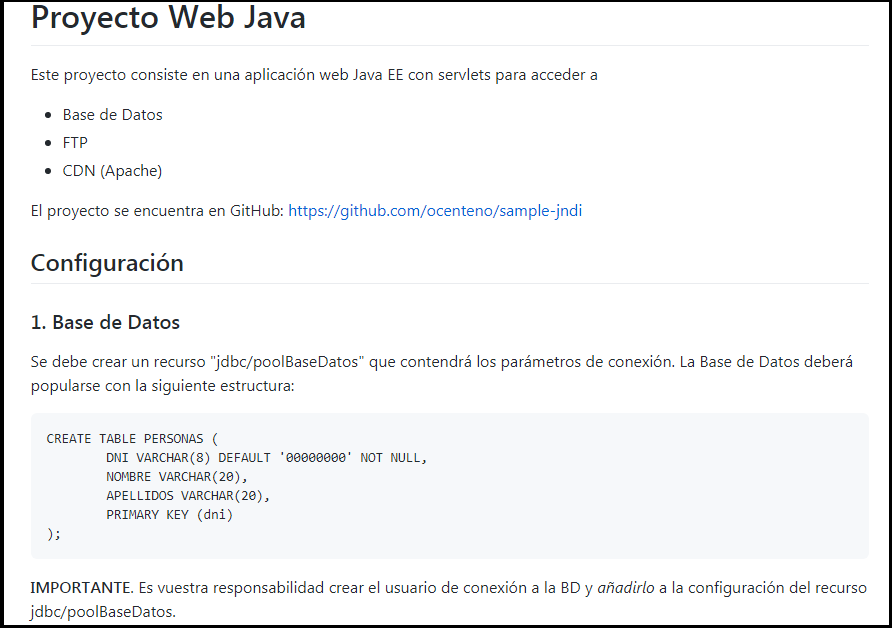 Proyecto Web Java
Este proyecto consiste en una aplicación web Java EE con servlets para acceder a
• Base de Datos
• FTP
• CDN (Apache)
El proyecto se encuentra en GitHub: https://github.com/ocenteno/sample-jndi
Configuración
1. Base de Datos
Se debe crear un recurso "jdbc/poolBaseDatos" que contendrá los parámetros de conexión. La Base de Datos deberá
popularse con la siguiente estructura:
CREATE TABLE PERSONAS (
        DNI VARCHAR(8) DEFAULT '00000000' NOT NULL,
        NOMBRE VARCHAR(20),
        APELLIDOS VARCHAR(20),
        PRIMARY KEY (dni)
);
IMPORTANTE. Es vuestra responsabilidad crear el usuario de conexión a la BD y añadirlo a la configuración del recurso
jdbc/poolBaseDatos.